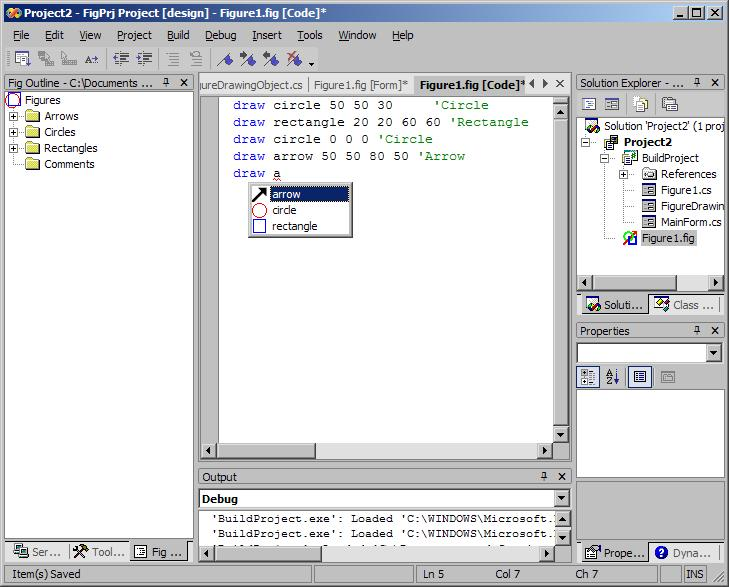 Project2 - FigPrj Project [design] - Figure1.fig [Code]*
File Edit View Project Build Debug Insert Tools Window Help
Fig Outline - C:\Documents ...
Figures
Arrows
Circles
Rectangles
Comments
Ser... Tool... Fig ...
gureDrawingObject.cs Figure1.fig [Form]* Figure1.fig [Code]*
draw circle 50 50 30 'Circle
draw rectangle 20 20 60 60 'Rectangle
draw circle 0 0 0 'Circle
draw arrow 50 50 80 50 'Arrow
draw a
arrow
circle
rectangle
Output
Debug
'BuildProject.exe': Loaded 'C:\WINDOWS\Microsoft.
'BuildProject.exe': Loaded 'C:\WINDOWS\Microsoft.
Solution Explorer - ...
Solution 'Project2' (1 proj
Project2
BuildProject
References
Figure1.cs
FigureDrawin
MainForm.cs
Figure1.fig
Soluti... Class ...
Properties
Prope... Dyna...
Item(s) Saved Ln 5 Col 7 Ch 7 INS